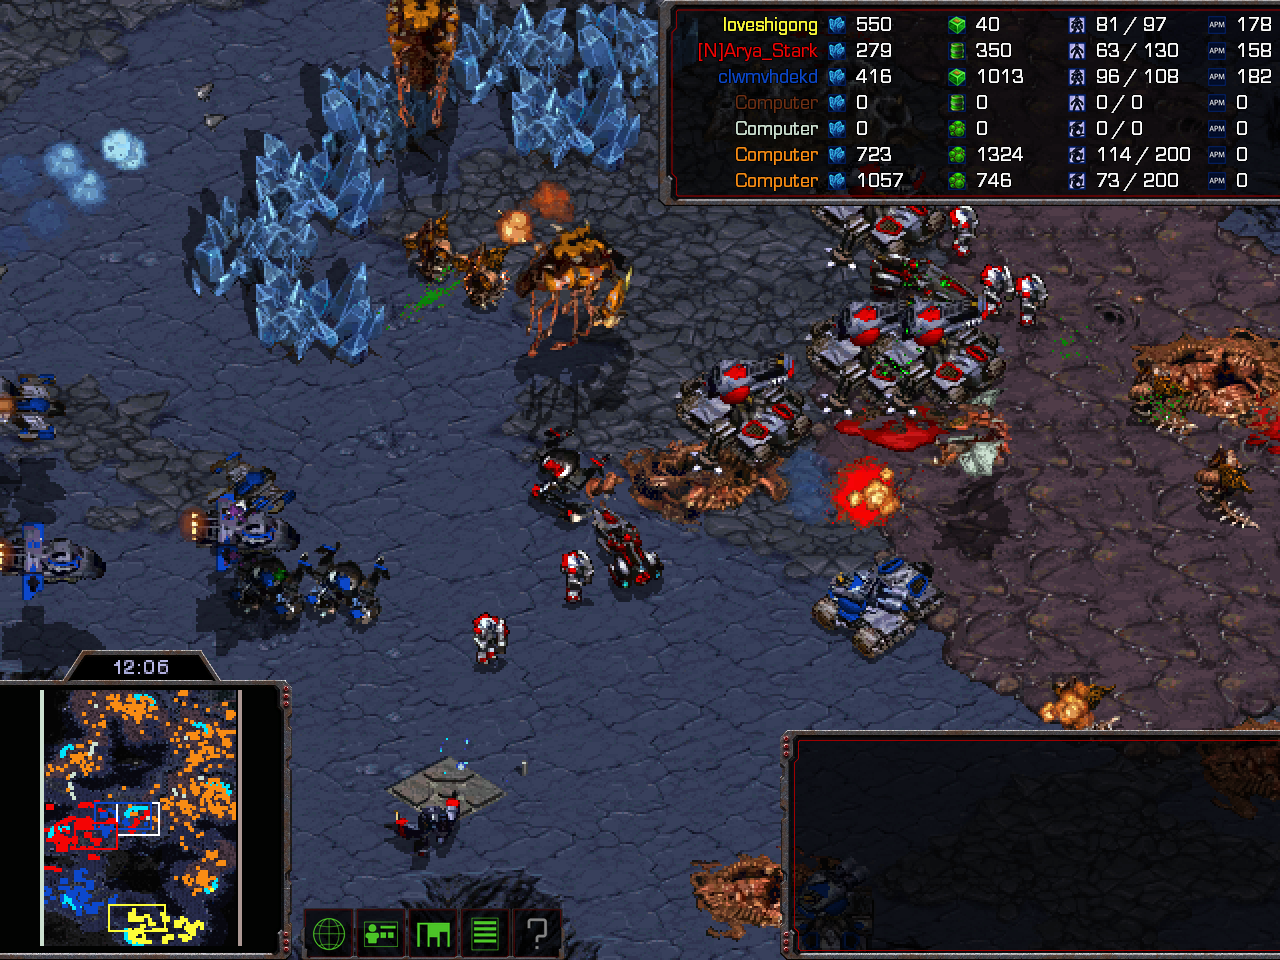 loveshigong 550 40 81 / 97 APM 178
[N]Arya_Stark 279 350 63 / 130 APM 158
clwmvhdekd 416 1013 96 / 108 APM 182
Computer 0 0 0 / 0 APM 0
Computer 0 0 0 / 0 APM 0
Computer 723 1324 114 / 200 APM 0
Computer 1057 746 73 / 200 APM 0
12:06
?